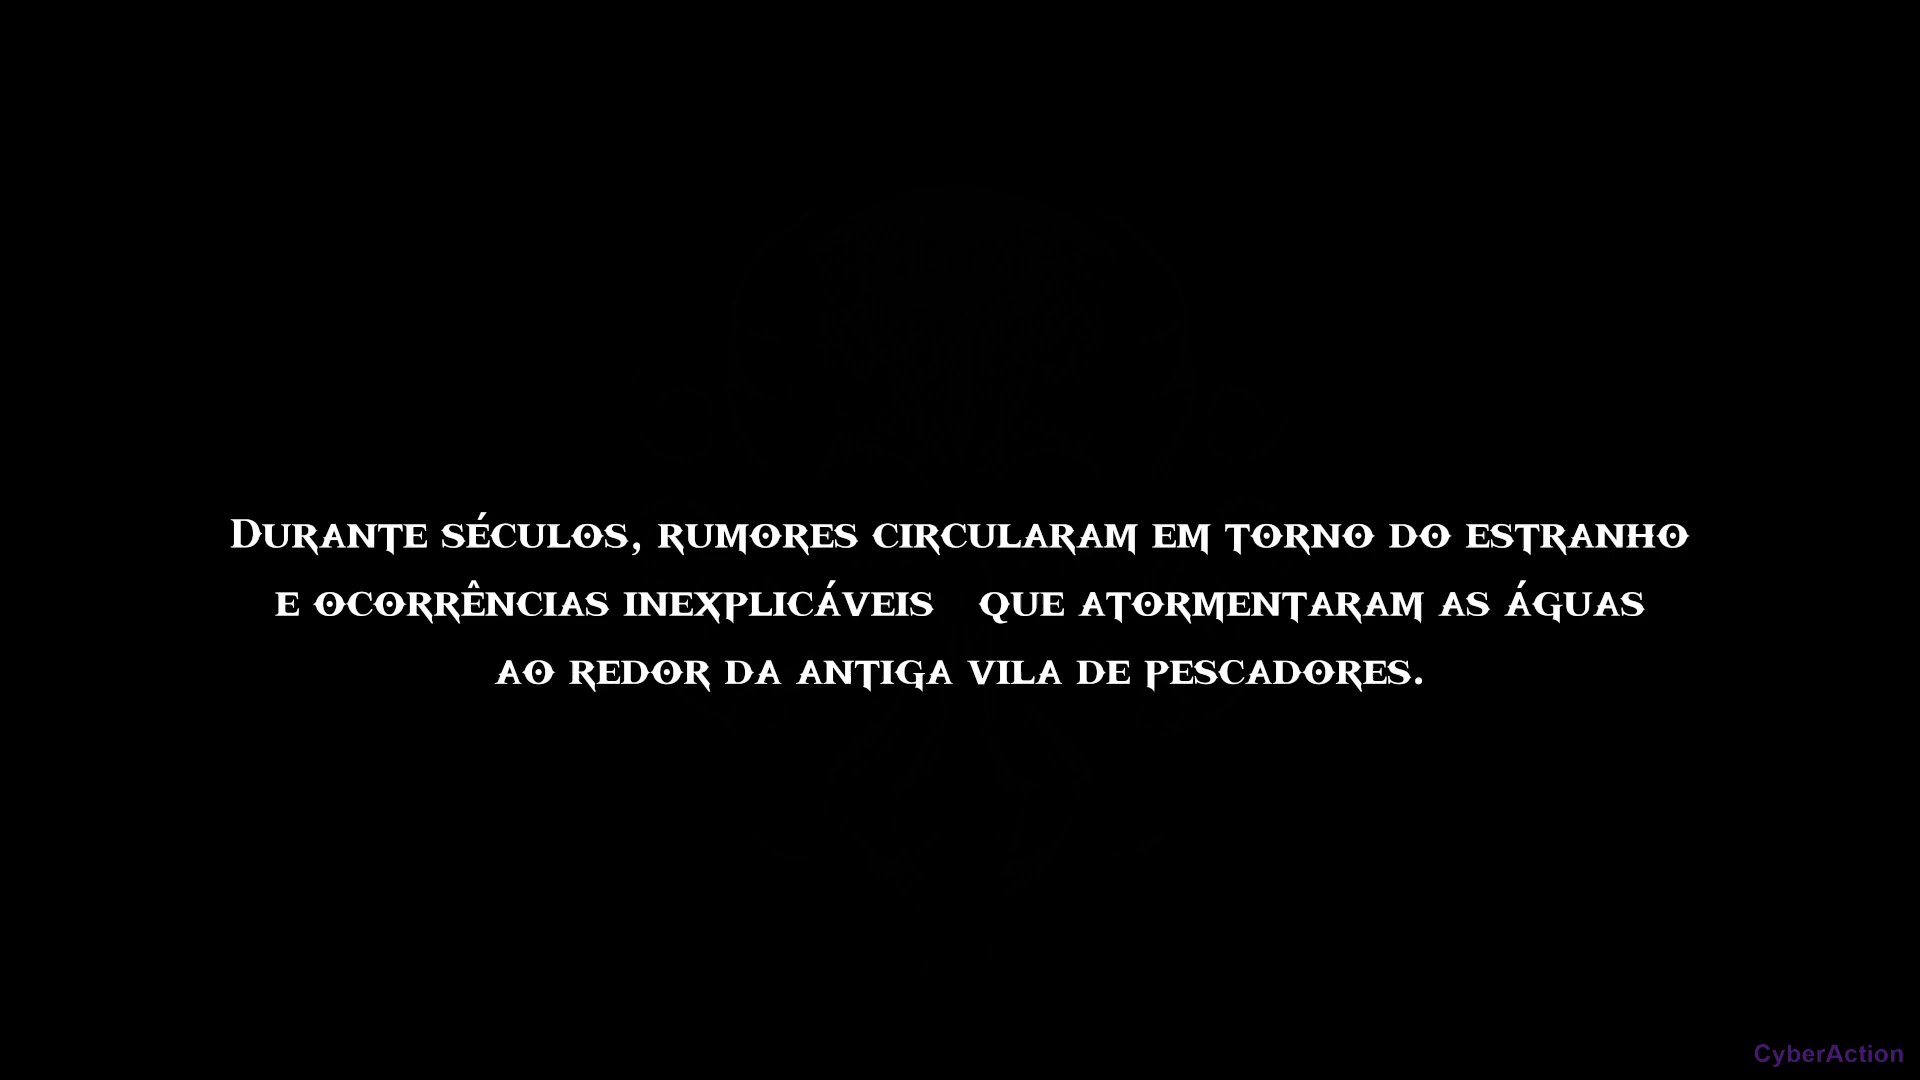 Durante séculos, rumores circularam em torno do estranho
e ocorrências inexplicáveis que atormentaram as águas
ao redor da antiga vila de pescadores.
CyberAction